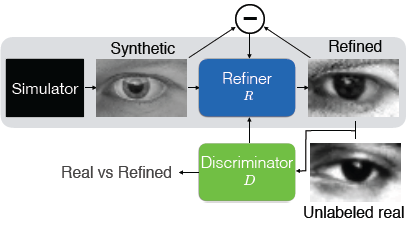 −
Synthetic
Refined
Simulator
Refiner
R
Discriminator
D
Real vs Refined
Unlabeled real